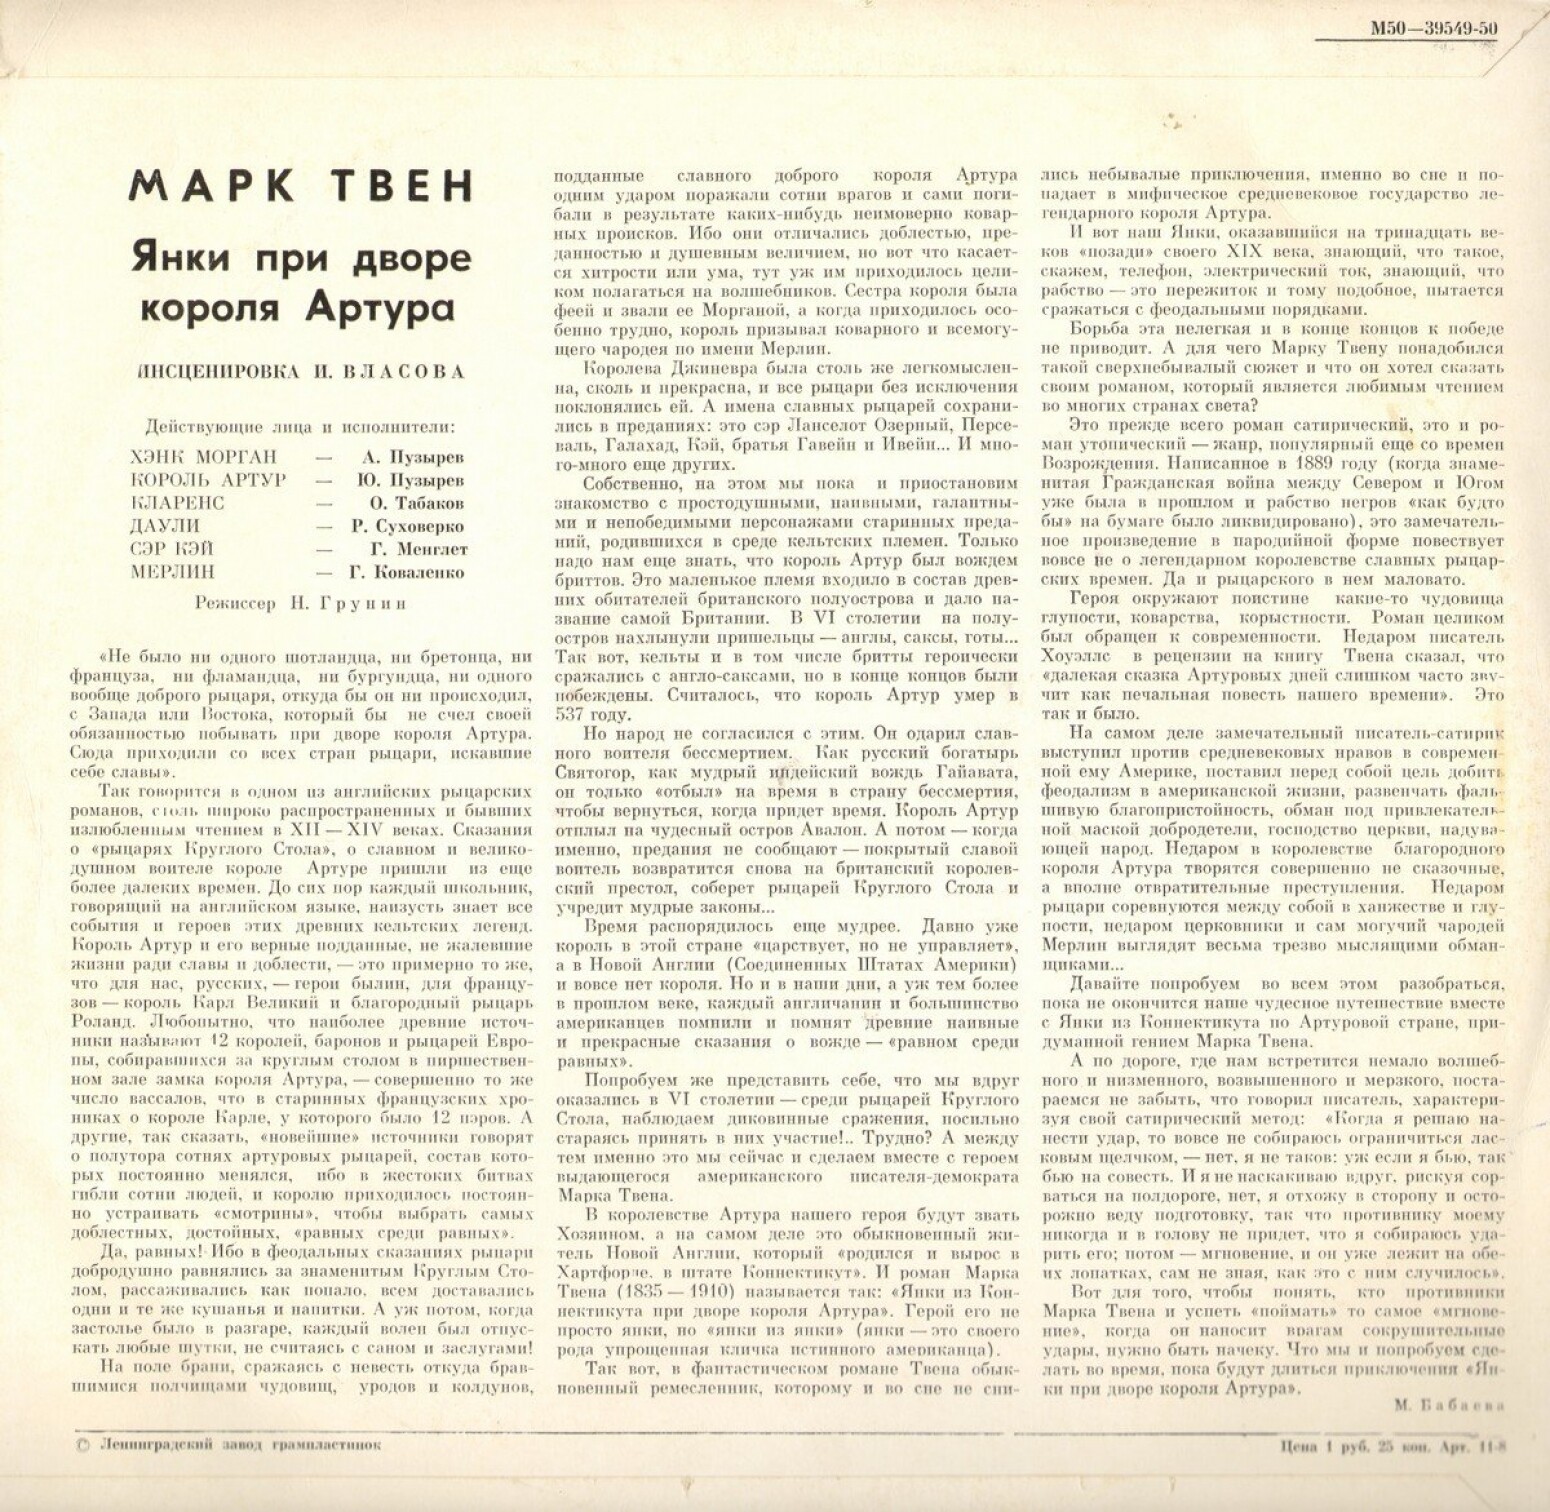 М50—39549-50
МАРК ТВЕН
Янки при дворе
короля Артура
ИНСЦЕНИРОВКА И. ВЛАСОВА
Действующие лица и исполнители:
ХЭНК МОРГАН — А. Пузырев
КОРОЛЬ АРТУР — Ю. Пузырев
КЛАРЕНС — О. Табаков
ДАУЛИ — Р. Суховерко
СЭР КЭЙ — Г. Менглет
МЕРЛИН — Г. Коваленко
Режиссер Н. Грунин
«Не было ни одного шотландца, ни бретонца, ни
француза, ни фламандца, ни бургундца, ни одного
вообще доброго рыцаря, откуда бы он ни происходил,
с Запада или Востока, который бы не счел своей
обязанностью побывать при дворе короля Артура.
Сюда приходили со всех стран рыцари, искавшие
себе славы».
Так говорится в одном из английских рыцарских
романов, столь широко распространенных и бывших
излюбленным чтением в XII — XIV веках. Сказания
о «рыцарях Круглого Стола», о славном и велико-
душном воителе короле Артуре пришли из еще
более далеких времен. До сих пор каждый школьник,
говорящий на английском языке, наизусть знает все
события и героев этих древних кельтских легенд.
Король Артур и его верные подданные, не жалевшие
жизни ради славы и доблести, — это примерно то же,
что для нас, русских, — герои былин, для францу-
зов — король Карл Великий и благородный рыцарь
Роланд. Любопытно, что наиболее древние источ-
ники называют 12 королей, баронов и рыцарей Евро-
пы, собиравшихся за круглым столом в пиршествен-
ном зале замка короля Артура, — совершенно то же
число вассалов, что в старинных французских хро-
никах о короле Карле, у которого было 12 пэров. А
другие, так сказать, «новейшие» источники говорят
о полутора сотнях артуровых рыцарей, состав кото-
рых постоянно менялся, ибо в жестоких битвах
гибли сотни людей, и королю приходилось постоян-
но устраивать «смотрины», чтобы выбрать самых
доблестных, достойных, «равных среди равных».
Да, равных! Ибо в феодальных сказаниях рыцари
добродушно равнялись за знаменитым Круглым Сто-
лом, рассаживались как попало, всем доставались
одни и те же кушанья и напитки. А уж потом, когда
застолье было в разгаре, каждый волен был отпус-
кать любые шутки, не считаясь с саном и заслугами!
На поле брани, сражаясь с невесть откуда брав-
шимися полчищами чудовищ, уродов и колдунов,
подданные славного доброго короля Артура
одним ударом поражали сотни врагов и сами поги-
бали в результате каких-нибудь неимоверно ковар-
ных происков. Ибо они отличались доблестью, пре-
данностью и душевным величием, но вот что касает-
ся хитрости или ума, тут уж им приходилось цели-
ком полагаться на волшебников. Сестра короля была
феей и звали ее Морганой, а когда приходилось осо-
бенно трудно, король призывал коварного и всемогу-
щего чародея по имени Мерлин.
Королева Джиневра была столь же легкомыслен-
на, сколь и прекрасна, и все рыцари без исключения
поклонялись ей. А имена славных рыцарей сохрани-
лись в преданиях: это сэр Ланселот Озерный, Персе-
валь, Галахад, Кэй, братья Гавейн и Ивейн... И мно-
го-много еще других.
Собственно, на этом мы пока и приостановим
знакомство с простодушными, наивными, галантны-
ми и непобедимыми персонажами старинных преда-
ний, родившихся в среде кельтских племен. Только
надо нам еще знать, что король Артур был вождем
бриттов. Это маленькое племя входило в состав древ-
них обитателей британского полуострова и дало на-
звание самой Британии. В VI столетии на полу-
остров нахлынули пришельцы — англы, саксы, готы...
Так вот, кельты и в том числе бритты героически
сражались с англо-саксами, но в конце концов были
побеждены. Считалось, что король Артур умер в
537 году.
Но народ не согласился с этим. Он одарил слав-
ного воителя бессмертием. Как русский богатырь
Святогор, как мудрый индейский вождь Гайавата,
он только «отбыл» на время в страну бессмертия,
чтобы вернуться, когда придет время. Король Артур
отплыл на чудесный остров Авалон. А потом — когда
именно, предания не сообщают — покрытый славой
воитель возвратится снова на британский королев-
ский престол, соберет рыцарей Круглого Стола и
учредит мудрые законы...
Время распорядилось еще мудрее. Давно уже
король в этой стране «царствует, но не управляет»,
а в Новой Англии (Соединенных Штатах Америки)
и вовсе нет короля. Но и в наши дни, а уж тем более
в прошлом веке, каждый англичанин и большинство
американцев помнили и помнят древние наивные
и прекрасные сказания о вожде — «равном среди
равных».
Попробуем же представить себе, что мы вдруг
оказались в VI столетии — среди рыцарей Круглого
Стола, наблюдаем диковинные сражения, посильно
стараясь принять в них участие!.. Трудно? А между
тем именно это мы сейчас и сделаем вместе с героем
выдающегося американского писателя-демократа
Марка Твена.
В королевстве Артура нашего героя будут звать
Хозяином, а на самом деле это обыкновенный жи-
тель Новой Англии, который «родился и вырос в
Хартфорде, в штате Коннектикут». И роман Марка
Твена (1835 — 1910) называется так: «Янки из Кон-
нектикута при дворе короля Артура». Герой его не
просто янки, но «янки из янки» (янки — это своего
рода упрощенная кличка истинного американца).
Так вот, в фантастическом романе Твена обык-
новенный ремесленник, которому и во сне не сни-
лись небывалые приключения, именно во сне и по-
падает в мифическое средневековое государство ле-
гендарного короля Артура.
И вот наш Янки, оказавшийся на тринадцать ве-
ков «позади» своего XIX века, знающий, что такое,
скажем, телефон, электрический ток, знающий, что
рабство — это пережиток и тому подобное, пытается
сражаться с феодальными порядками.
Борьба эта нелегкая и в конце концов к победе
не приводит. А для чего Марку Твену понадобился
такой сверхнебывалый сюжет и что он хотел сказать
своим романом, который является любимым чтением
во многих странах света?
Это прежде всего роман сатирический, это и ро-
ман утопический — жанр, популярный еще со времен
Возрождения. Написанное в 1889 году (когда знаме-
нитая Гражданская война между Севером и Югом
уже была в прошлом и рабство негров «как будто
бы» на бумаге было ликвидировано), это замечатель-
ное произведение в пародийной форме повествует
вовсе не о легендарном королевстве славных рыцар-
ских времен. Да и рыцарского в нем маловато.
Героя окружают поистине какие-то чудовища
глупости, коварства, корыстности. Роман целиком
был обращен к современности. Недаром писатель
Хоуэллс в рецензии на книгу Твена сказал, что
«далекая сказка Артуровых дней слишком часто зву-
чит как печальная повесть нашего времени». Это
так и было.
На самом деле замечательный писатель-сатирик
выступил против средневековых нравов в современ-
ной ему Америке, поставил перед собой цель добить
феодализм в американской жизни, развенчать фаль-
шивую благопристойность, обман под привлекатель-
ной маской добродетели, господство церкви, надува-
ющей народ. Недаром в королевстве благородного
короля Артура творятся совершенно не сказочные,
а вполне отвратительные преступления. Недаром
рыцари соревнуются между собой в ханжестве и глу-
пости, недаром церковники и сам могучий чародей
Мерлин выглядят весьма трезво мыслящими обман-
щиками...
Давайте попробуем во всем этом разобраться,
пока не окончится наше чудесное путешествие вместе
с Янки из Коннектикута по Артуровой стране, при-
думанной гением Марка Твена.
А по дороге, где нам встретится немало волшеб-
ного и низменного, возвышенного и мерзкого, поста-
раемся не забыть, что говорил писатель, характери-
зуя свой сатирический метод: «Когда я решаю на-
нести удар, то вовсе не собираюсь ограничиться лас-
ковым щелчком, — нет, я не таков: уж если я бью, так
бью на совесть. И я не наскакиваю вдруг, рискуя сор-
ваться на полдороге, нет, я отхожу в сторону и осто-
рожно веду подготовку, так что противнику моему
никогда и в голову не придет, что я собираюсь уда-
рить его; потом — мгновение, и он уже лежит на обе-
их лопатках, сам не зная, как это с ним случилось».
Вот для того, чтобы понять, кто противники
Марка Твена и успеть «поймать» то самое «мгнове-
ние», когда он наносит врагам сокрушительные
удары, нужно быть начеку. Что мы и попробуем сде-
лать во время, пока будут длиться приключения «Ян-
ки при дворе короля Артура».
М. Бабаева
© Ленинградский завод грампластинок
Цена 1 руб. 25 коп. Арт. 11-8